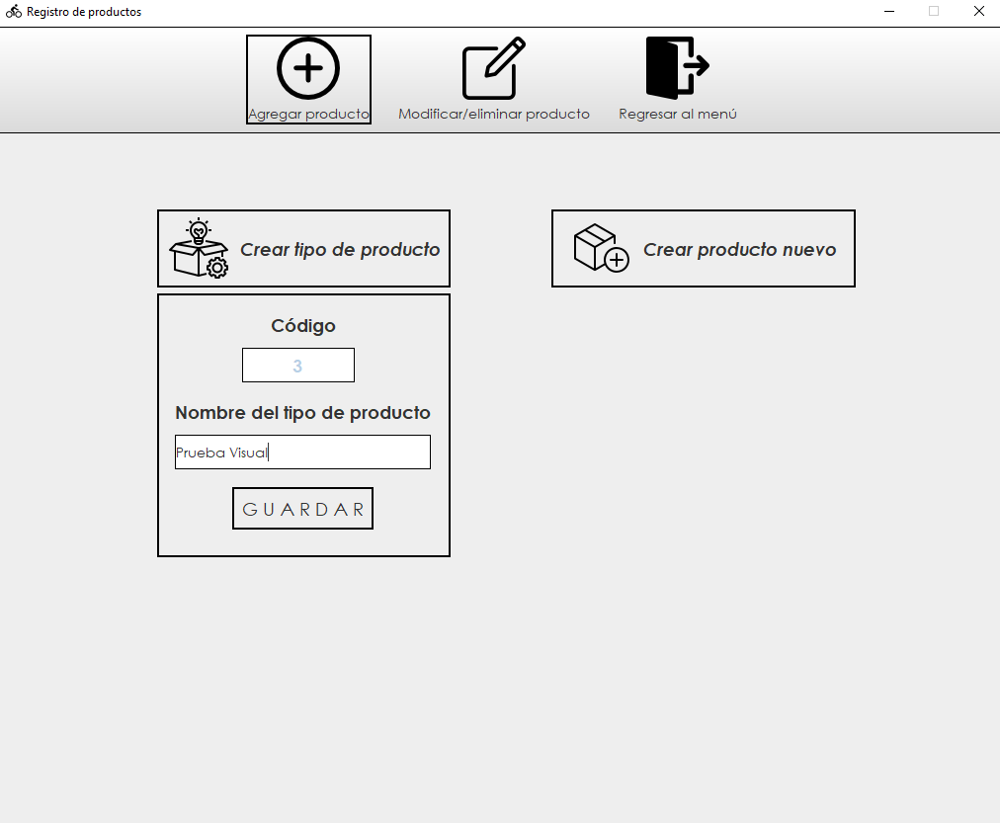 Registro de productos
Agregar producto
Modificar/eliminar producto
Regresar al menú
Crear tipo de producto
Crear producto nuevo
Código
3
Nombre del tipo de producto
Prueba Visual
GUARDAR